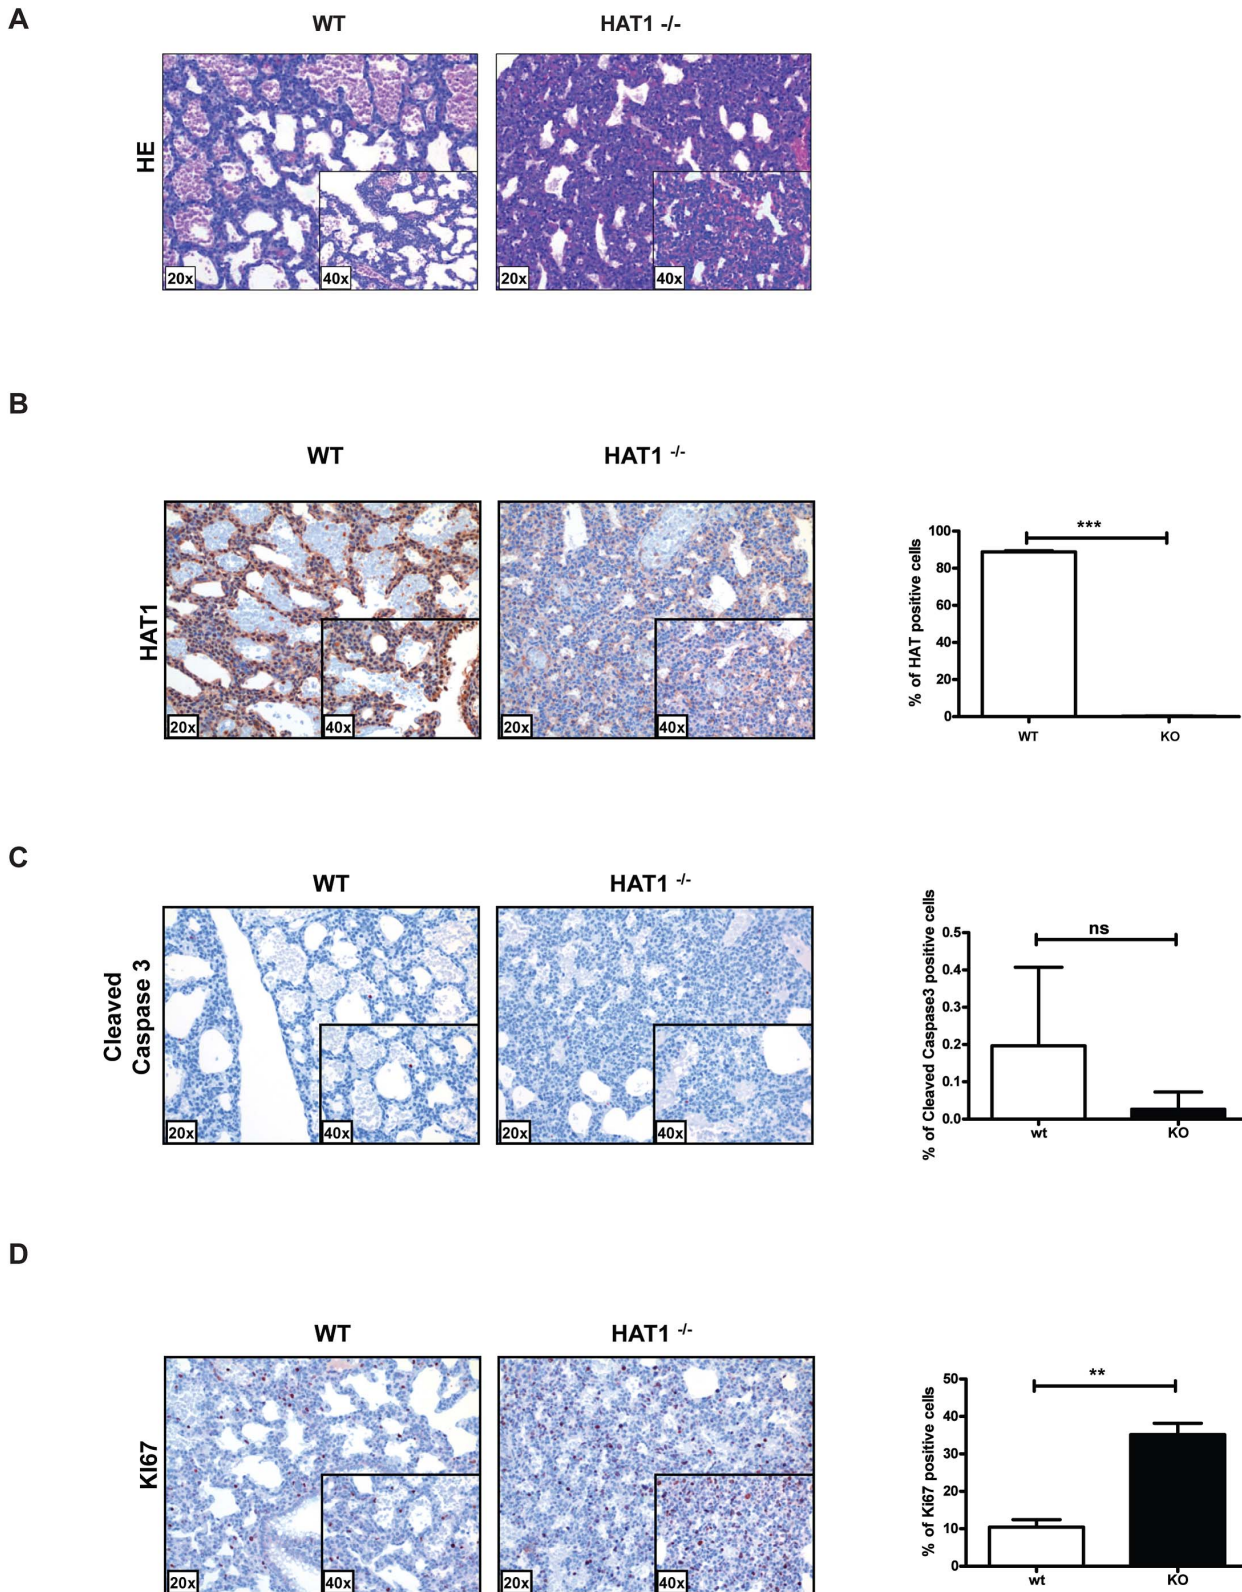 A
WT
HAT1 -/-
HE
20x
40x
20x
40x
B
WT
HAT1 -/-
HAT1
20x
40x
20x
40x
% of HAT positive cells
100
80
60
40
20
0
***
WT
KO
C
WT
HAT1 -/-
Cleaved
Caspase 3
20x
40x
20x
40x
% of Cleaved Caspase3 positive cells
0.5
0.4
0.3
0.2
0.1
0.0
ns
wt
KO
D
WT
HAT1 -/-
KI67
20x
40x
20x
40x
% of Ki67 positive cells
50
40
30
20
10
0
**
wt
KO